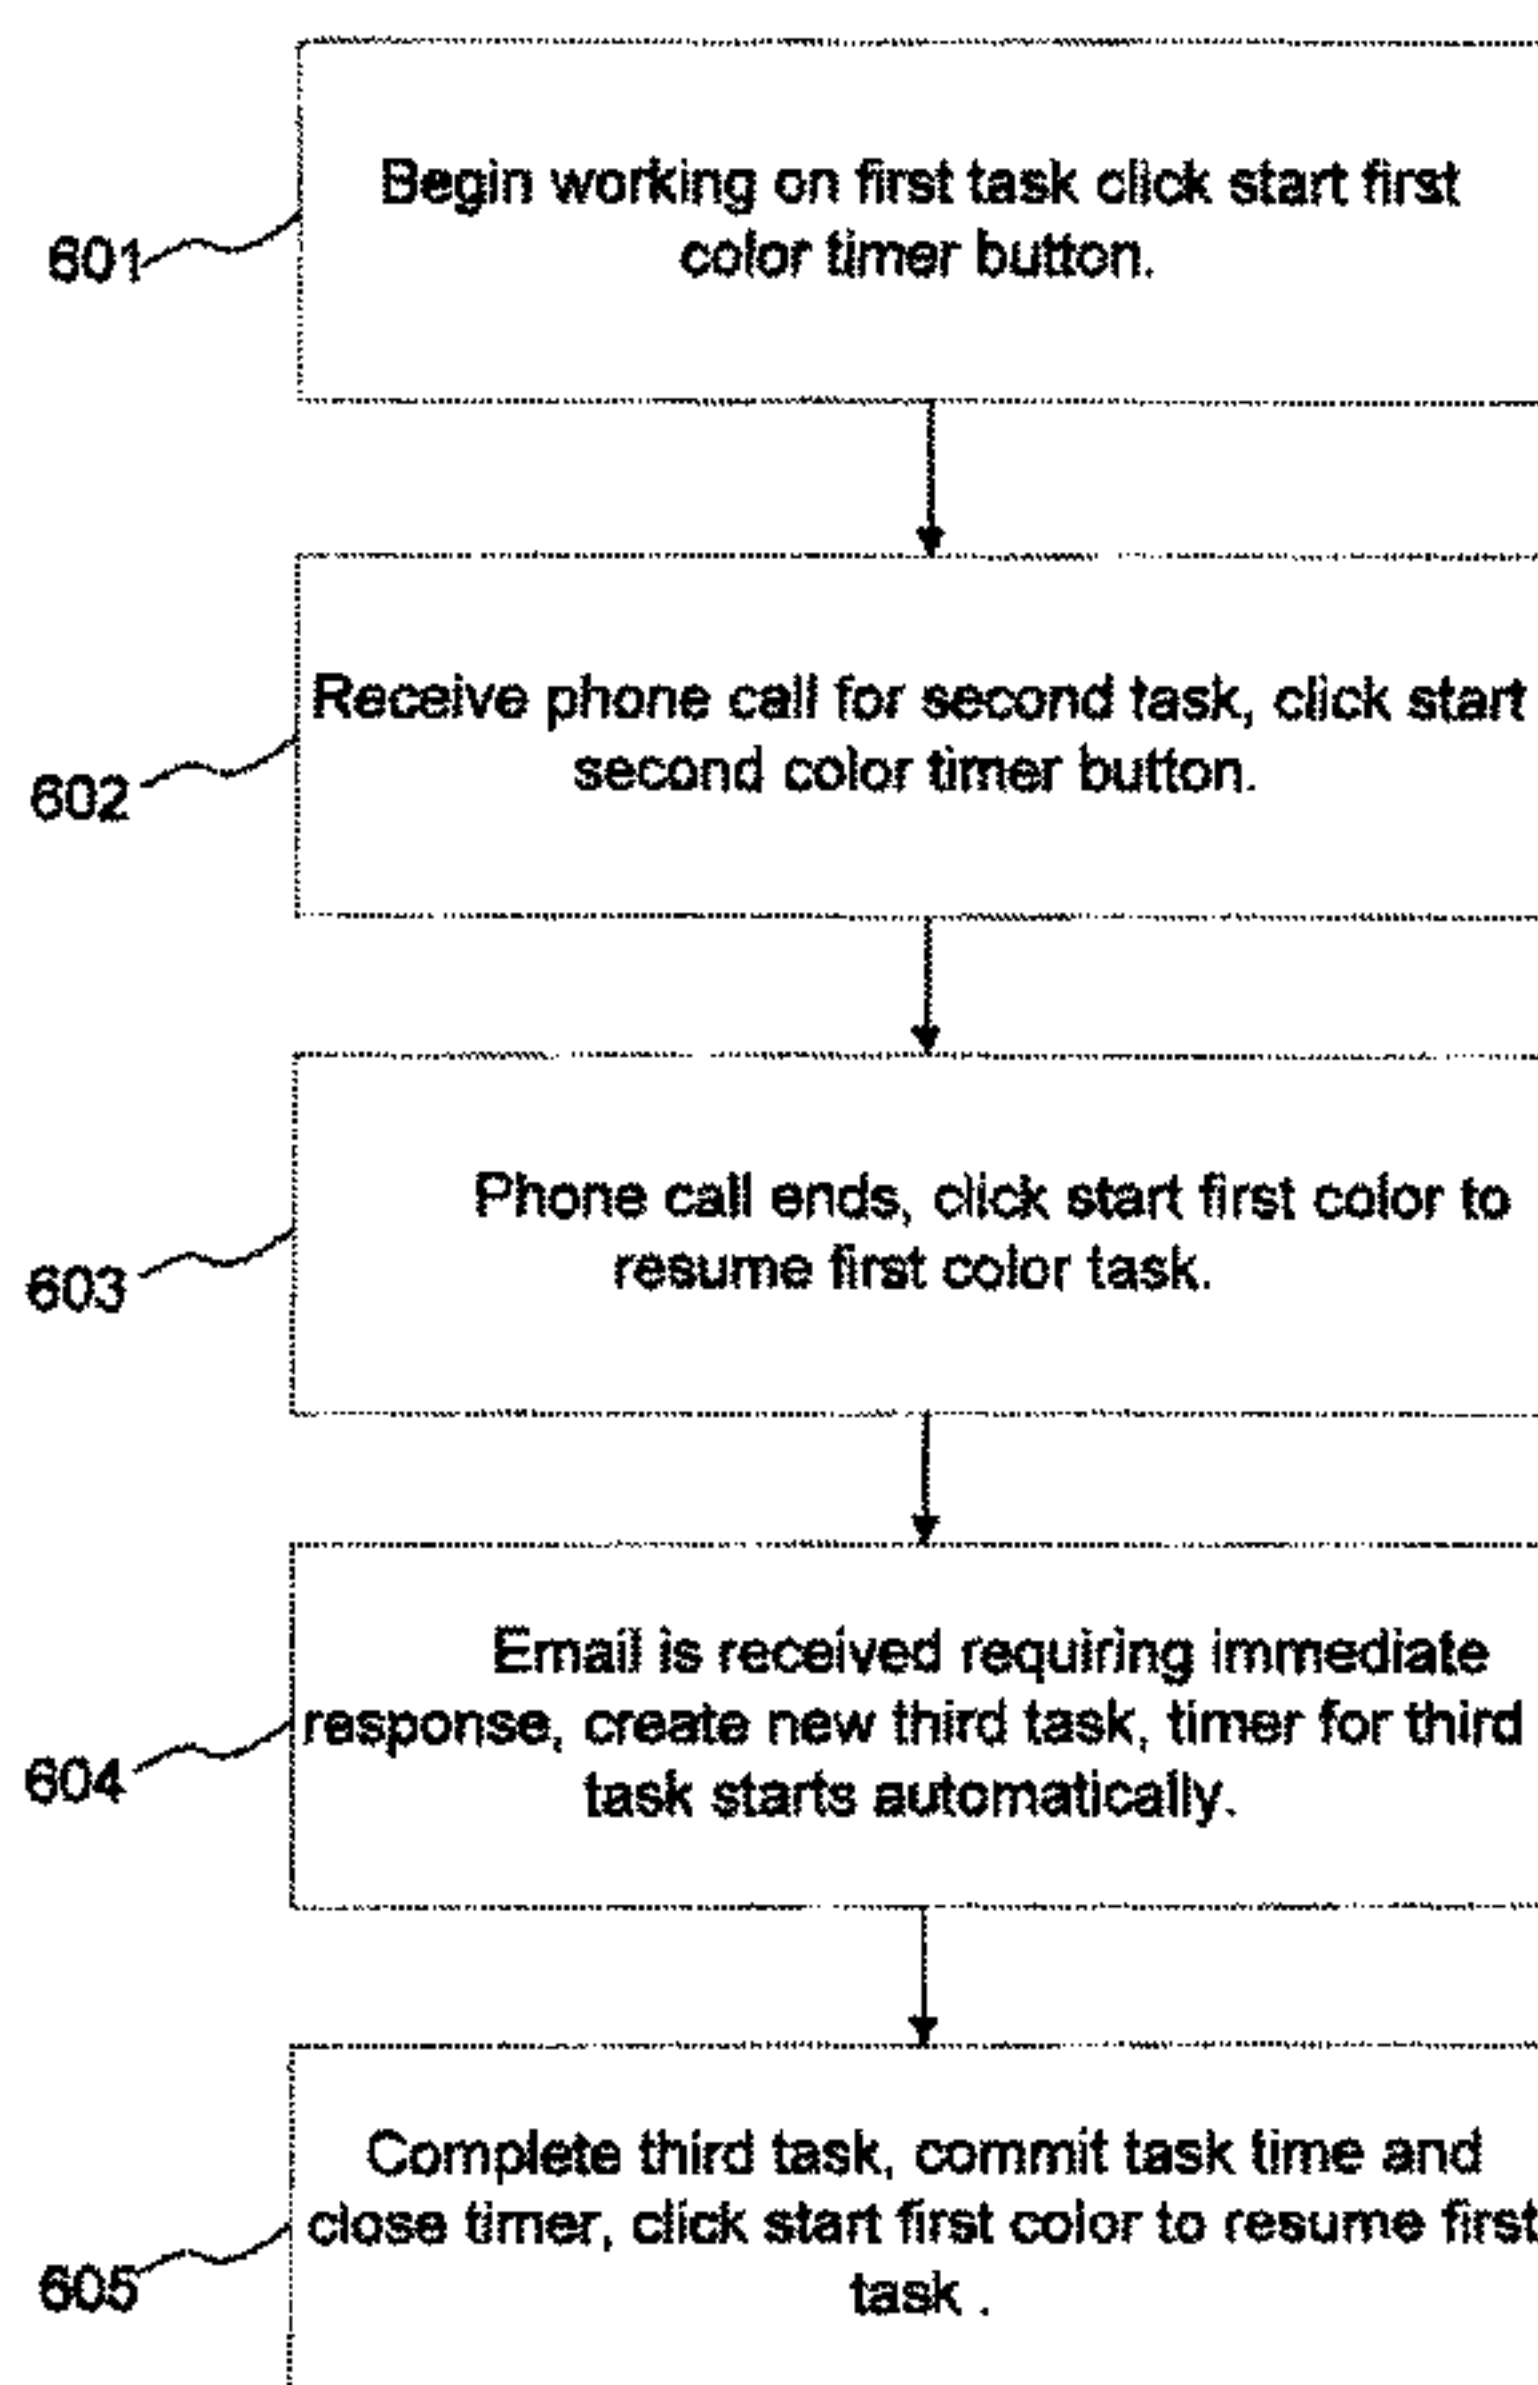 Begin working on first task click start first
color timer button.
601
Receive phone call for second task, click start
second color timer button.
602
Phone call ends, click start first color to
resume first color task.
603
Email is received requiring immediate
response, create new third task, timer for third
task starts automatically.
604
Complete third task, commit task time and
close timer, click start first color to resume first
task .
605